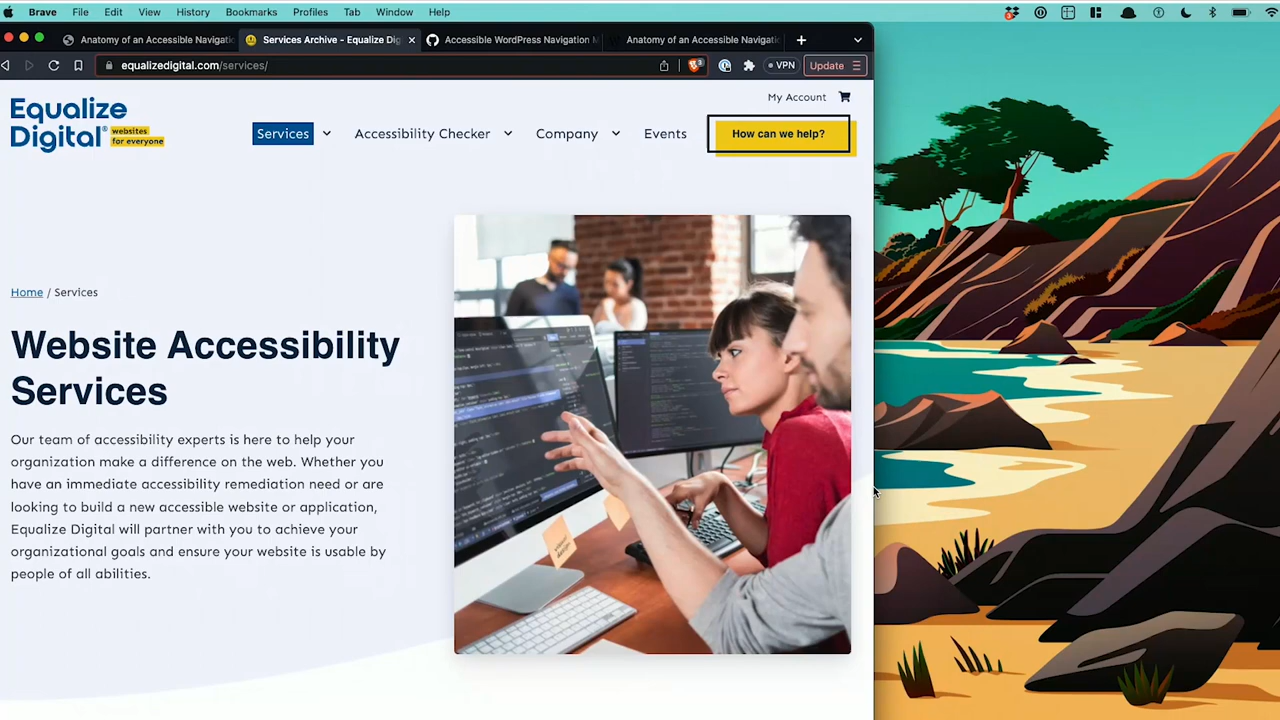 Brave File Edit View History Bookmarks Profiles Tab Window Help
Anatomy of an Accessible Navigati
Services Archive - Equalize Dig
Accessible WordPress Navigation M
Anatomy of an Accessible Navigati
equalizedigital.com/services/
VPN
Update
My Account
Equalize
Digital® websites
for everyone
Services
Accessibility Checker
Company
Events
How can we help?
Home / Services
Website Accessibility
Services
Our team of accessibility experts is here to help your
organization make a difference on the web. Whether you
have an immediate accessibility remediation need or are
looking to build a new accessible website or application,
Equalize Digital will partner with you to achieve your
organizational goals and ensure your website is usable by
people of all abilities.